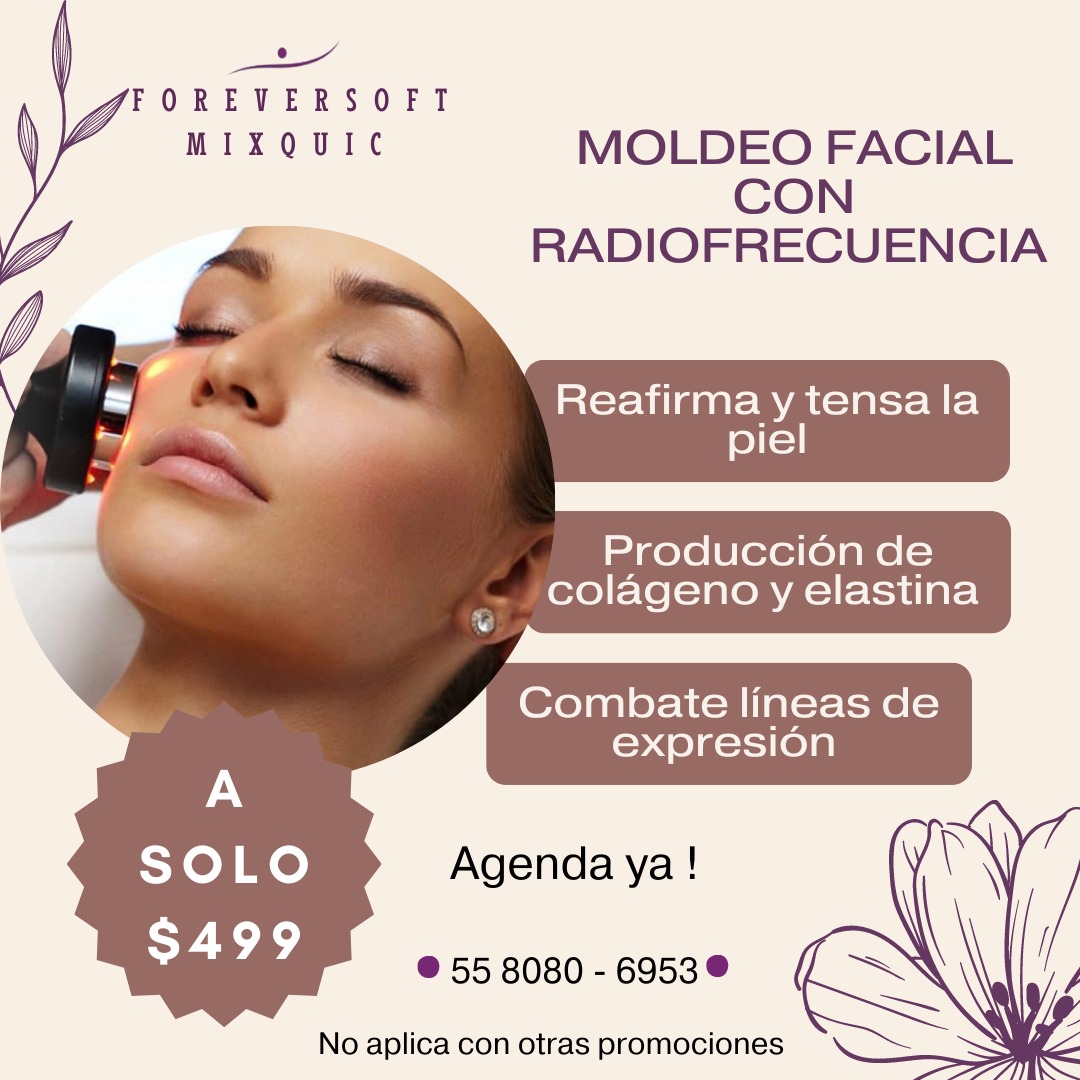 FOREVERSOFT
MIXQUIC
MOLDEO FACIAL
CON
RADIOFRECUENCIA
Reafirma y tensa la
piel
Producción de
colágeno y elastina
Combate líneas de
expresión
A
SOLO
$499
Agenda ya !
55 8080 - 6953
No aplica con otras promociones